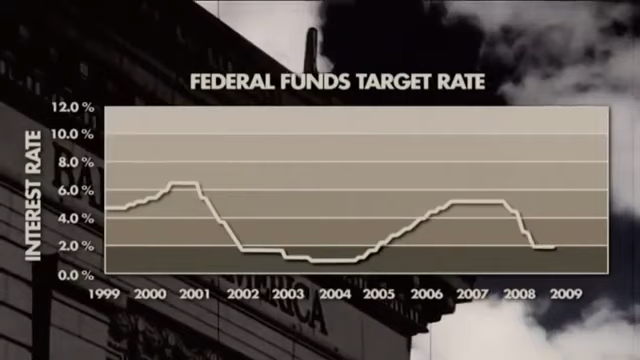 FEDERAL FUNDS TARGET RATE
INTEREST RATE
12.0 %
10.0 %
8.0 %
6.0 %
4.0 %
2.0 %
0.0 %
1999 2000 2001 2002 2003 2004 2005 2006 2007 2008 2009